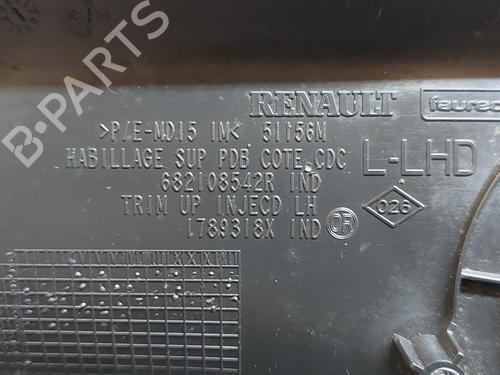 B-PARTS
RENAULT
faurec
>P/E-MD15 IM< 51156M
HABILLAGE SUP PDB COTE CDC
L-LHD
682108542R IND
TRIM UP INJECD LH
1789318X IND
OR
026